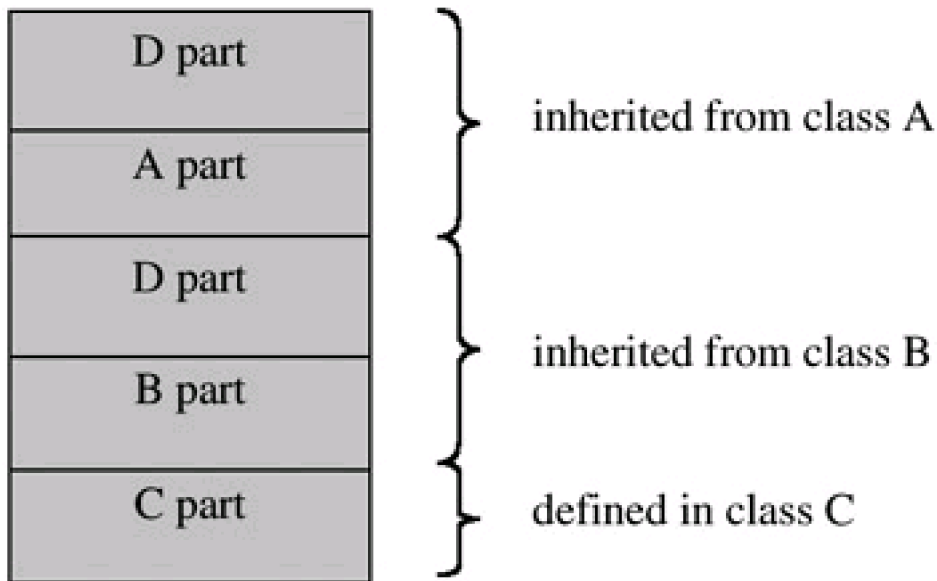 D part
inherited from class A
A part
D part
inherited from class B
B part
C part
defined in class C